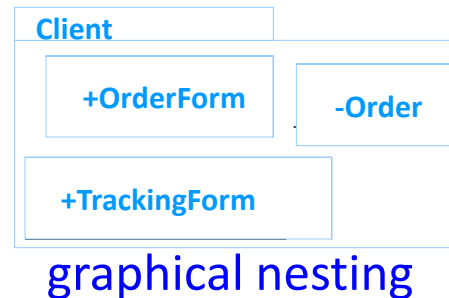 Client
+OrderForm
-Order
+TrackingForm
graphical nesting